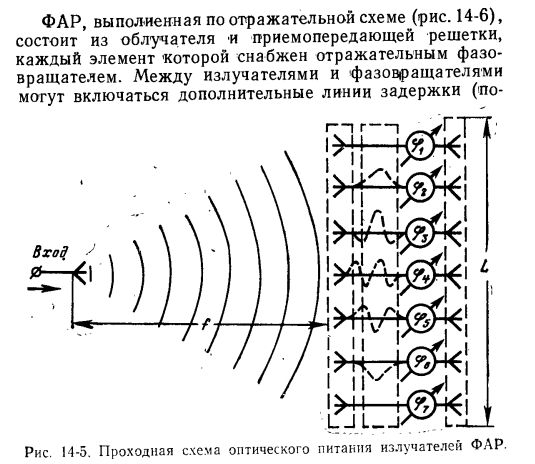 ФАР, выполненная по отражательной схеме (рис. 14-6),
состоит из облучателя и приемопередающей решетки,
каждый элемент которой снабжен отражательным фазо-
вращателем. Между излучателями и фазовращателями
могут включаться дополнительные линии задержки (по-
φ₁
φ₂
φ₃
Вход
φ₄
L
f
φ₅
φ₆
φ₇
Рис. 14-5. Проходная схема оптического питания излучателей ФАР.